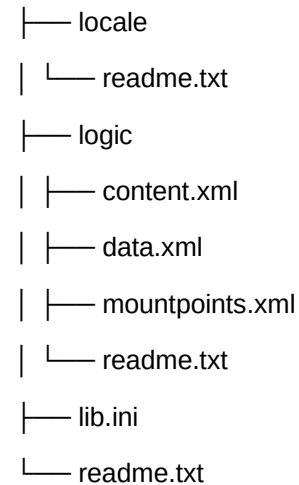 ├── locale
│ └── readme.txt
├── logic
│ ├── content.xml
│ ├── data.xml
│ ├── mountpoints.xml
│ └── readme.txt
├── lib.ini
└── readme.txt